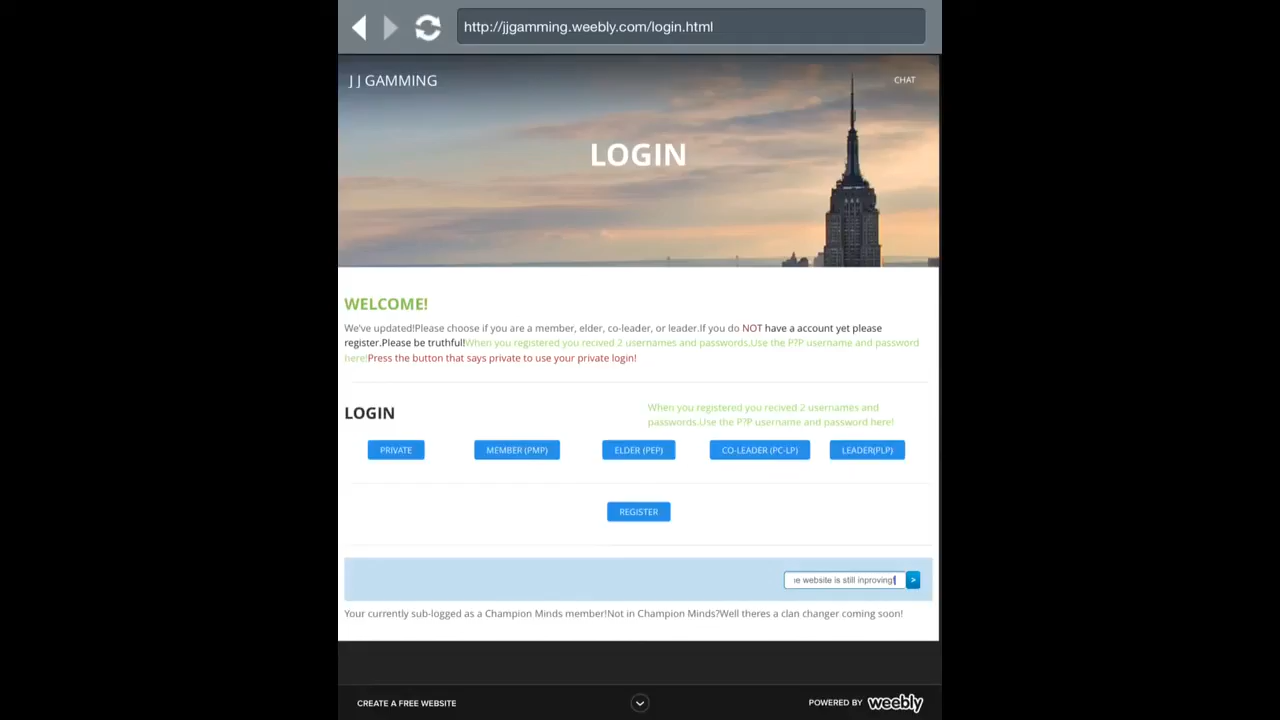 http://jjgamming.weebly.com/login.html
J J GAMMING
CHAT
LOGIN
WELCOME!
We've updated!Please choose if you are a member, elder, co-leader, or leader.If you do NOT have a account yet please
register.Please be truthful!When you registered you recived 2 usernames and passwords.Use the P?P username and password
here!Press the button that says private to use your private login!
LOGIN
When you registered you recived 2 usernames and
passwords.Use the P?P username and password here!
PRIVATE
MEMBER (PMP)
ELDER (PEP)
CO-LEADER (PC-LP)
LEADER(PLP)
REGISTER
website is still inproving!
>
Your currently sub-logged as a Champion Minds member!Not in Champion Minds?Well theres a clan changer coming soon!
CREATE A FREE WEBSITE
POWERED BY weebly